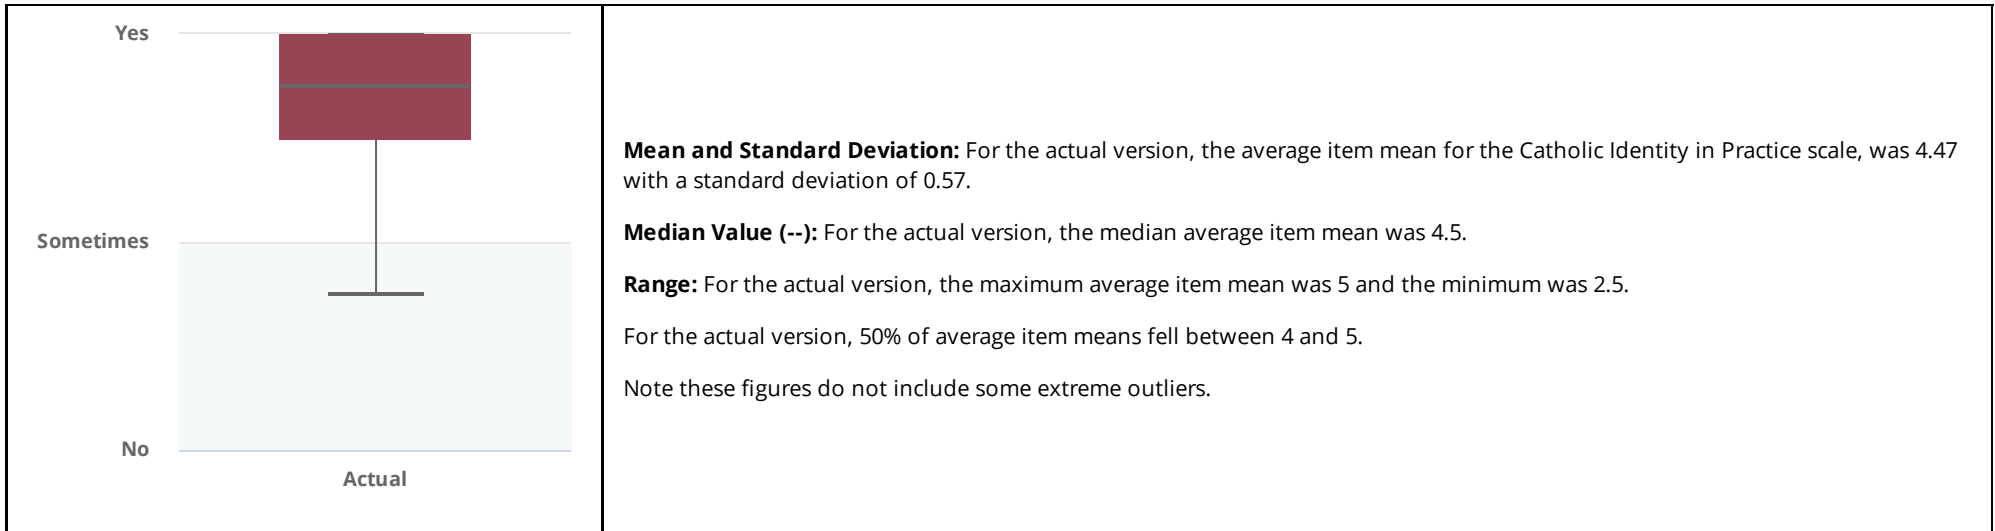 Yes
Sometimes
No
Actual
Mean and Standard Deviation: For the actual version, the average item mean for the Catholic Identity in Practice scale, was 4.47
with a standard deviation of 0.57.
Median Value (--): For the actual version, the median average item mean was 4.5.
Range: For the actual version, the maximum average item mean was 5 and the minimum was 2.5.
For the actual version, 50% of average item means fell between 4 and 5.
Note these figures do not include some extreme outliers.